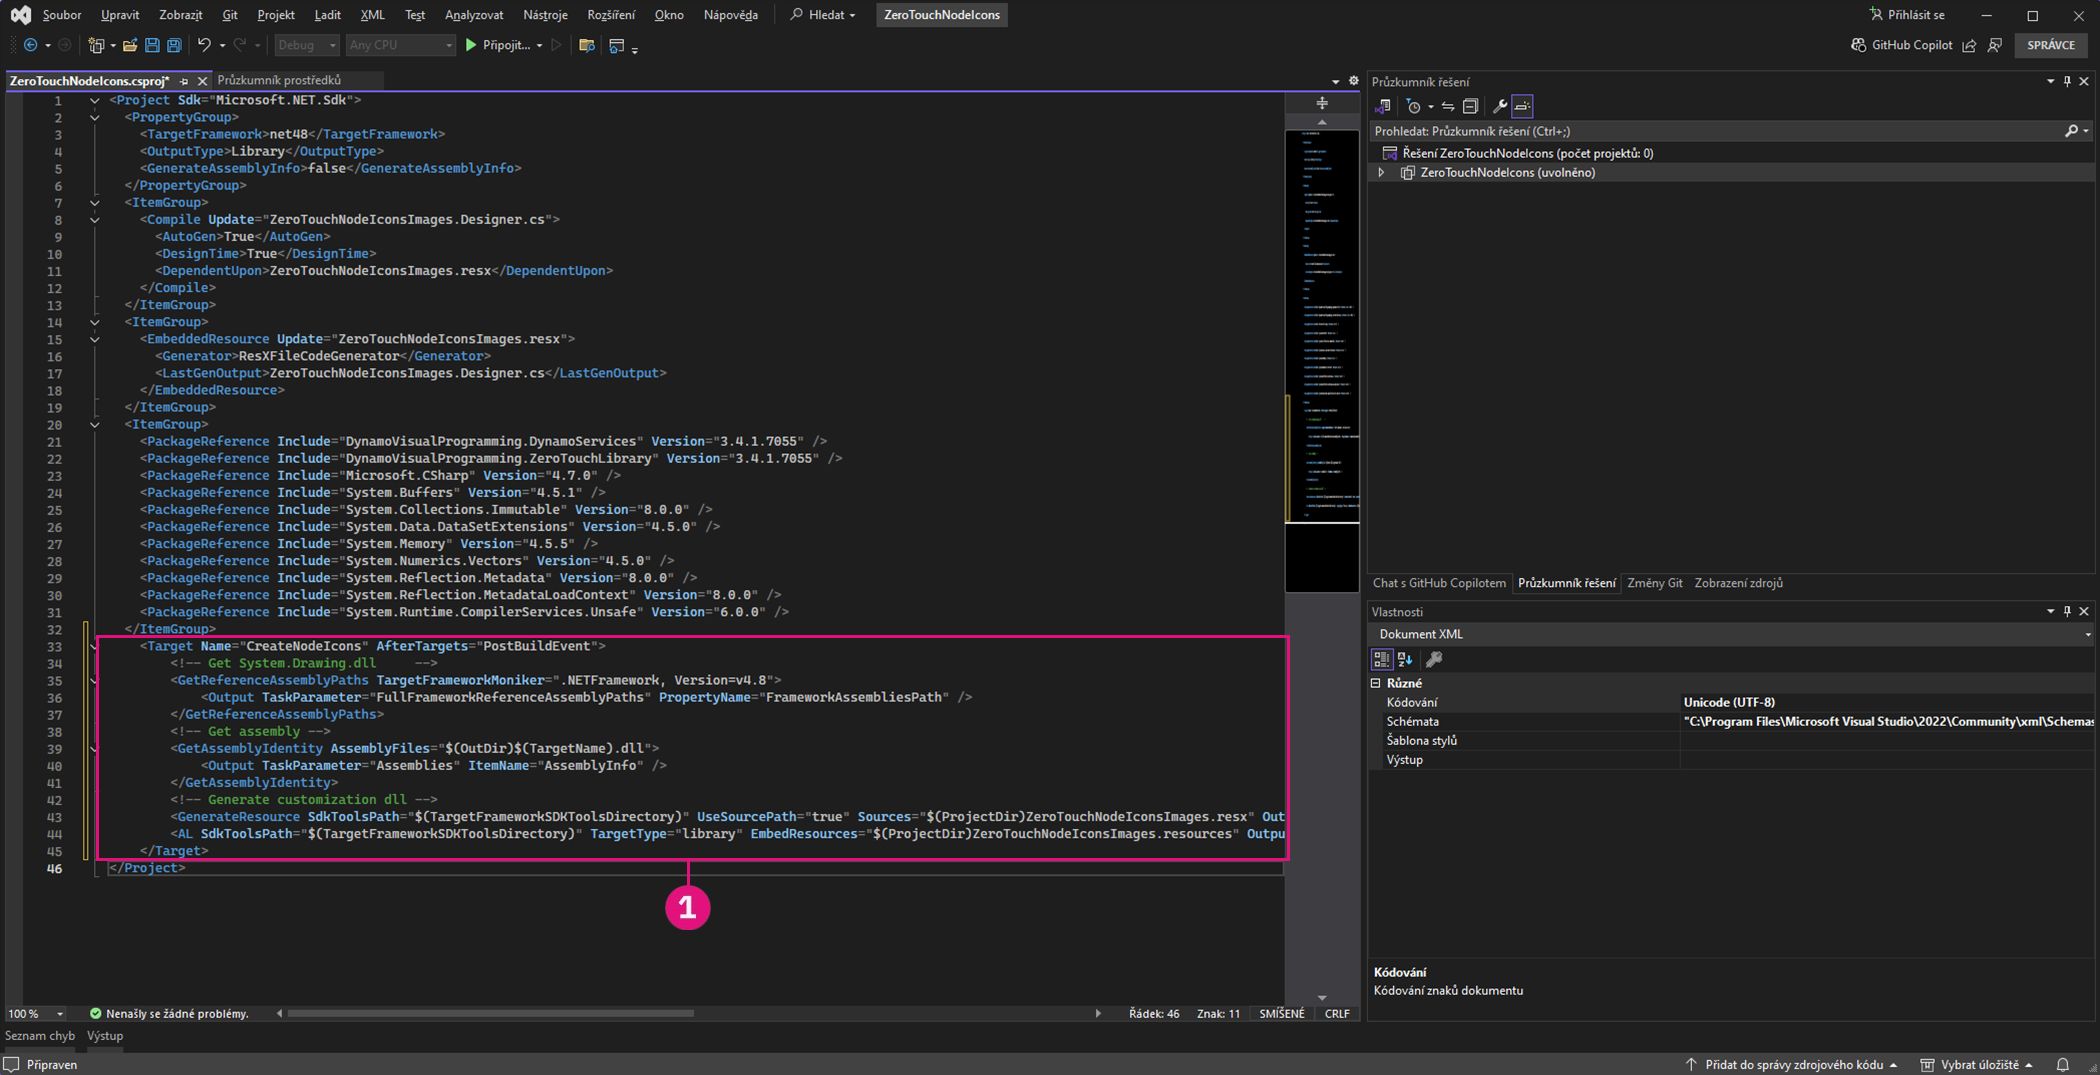 Soubor Upravit Zobrazit Git Projekt Ladit XML Test Analyzovat Nástroje Rozšíření Okno Nápověda Hledat ZeroTouchNodeIcons Přihlásit se
Debug Any CPU Připojit... GitHub Copilot SPRÁVCE
ZeroTouchNodeIcons.csproj* Průzkumník prostředků
1 <Project Sdk="Microsoft.NET.Sdk">
2 <PropertyGroup>
3 <TargetFramework>net48</TargetFramework>
4 <OutputType>Library</OutputType>
5 <GenerateAssemblyInfo>false</GenerateAssemblyInfo>
6 </PropertyGroup>
7 <ItemGroup>
8 <Compile Update="ZeroTouchNodeIconsImages.Designer.cs">
9 <AutoGen>True</AutoGen>
10 <DesignTime>True</DesignTime>
11 <DependentUpon>ZeroTouchNodeIconsImages.resx</DependentUpon>
12 </Compile>
13 </ItemGroup>
14 <ItemGroup>
15 <EmbeddedResource Update="ZeroTouchNodeIconsImages.resx">
16 <Generator>ResXFileCodeGenerator</Generator>
17 <LastGenOutput>ZeroTouchNodeIconsImages.Designer.cs</LastGenOutput>
18 </EmbeddedResource>
19 </ItemGroup>
20 <ItemGroup>
21 <PackageReference Include="DynamoVisualProgramming.DynamoServices" Version="3.4.1.7055" />
22 <PackageReference Include="DynamoVisualProgramming.ZeroTouchLibrary" Version="3.4.1.7055" />
23 <PackageReference Include="Microsoft.CSharp" Version="4.7.0" />
24 <PackageReference Include="System.Buffers" Version="4.5.1" />
25 <PackageReference Include="System.Collections.Immutable" Version="8.0.0" />
26 <PackageReference Include="System.Data.DataSetExtensions" Version="4.5.0" />
27 <PackageReference Include="System.Memory" Version="4.5.5" />
28 <PackageReference Include="System.Numerics.Vectors" Version="4.5.0" />
29 <PackageReference Include="System.Reflection.Metadata" Version="8.0.0" />
30 <PackageReference Include="System.Reflection.MetadataLoadContext" Version="8.0.0" />
31 <PackageReference Include="System.Runtime.CompilerServices.Unsafe" Version="6.0.0" />
32 </ItemGroup>
33 <Target Name="CreateNodeIcons" AfterTargets="PostBuildEvent">
34 <!-- Get System.Drawing.dll -->
35 <GetReferenceAssemblyPaths TargetFrameworkMoniker=".NETFramework, Version=v4.8">
36 <Output TaskParameter="FullFrameworkReferenceAssemblyPaths" PropertyName="FrameworkAssembliesPath" />
37 </GetReferenceAssemblyPaths>
38 <!-- Get assembly -->
39 <GetAssemblyIdentity AssemblyFiles="$(OutDir)$(TargetName).dll">
40 <Output TaskParameter="Assemblies" ItemName="AssemblyInfo" />
41 </GetAssemblyIdentity>
42 <!-- Generate customization dll -->
43 <GenerateResource SdkToolsPath="$(TargetFrameworkSDKToolsDirectory)" UseSourcePath="true" Sources="$(ProjectDir)ZeroTouchNodeIconsImages.resx" Out
44 <AL SdkToolsPath="$(TargetFrameworkSDKToolsDirectory)" TargetType="library" EmbedResources="$(ProjectDir)ZeroTouchNodeIconsImages.resources" Outpu
45 </Target>
46 </Project>
1
100 % Nenašly se žádné problémy. Řádek: 46 Znak: 11 SMÍŠENÉ CRLF
Seznam chyb Výstup
Průzkumník řešení
Prohledat: Průzkumník řešení (Ctrl+;)
Řešení ZeroTouchNodeIcons (počet projektů: 0)
ZeroTouchNodeIcons (uvolněno)
Chat s GitHub Copilotem Průzkumník řešení Změny Git Zobrazení zdrojů
Vlastnosti
Dokument XML
Různé
Kódování Unicode (UTF-8)
Schémata "C:\Program Files\Microsoft Visual Studio\2022\Community\xml\Schemas
Šablona stylů
Výstup
Kódování
Kódování znaků dokumentu
Připraven Přidat do správy zdrojového kódu Vybrat úložiště